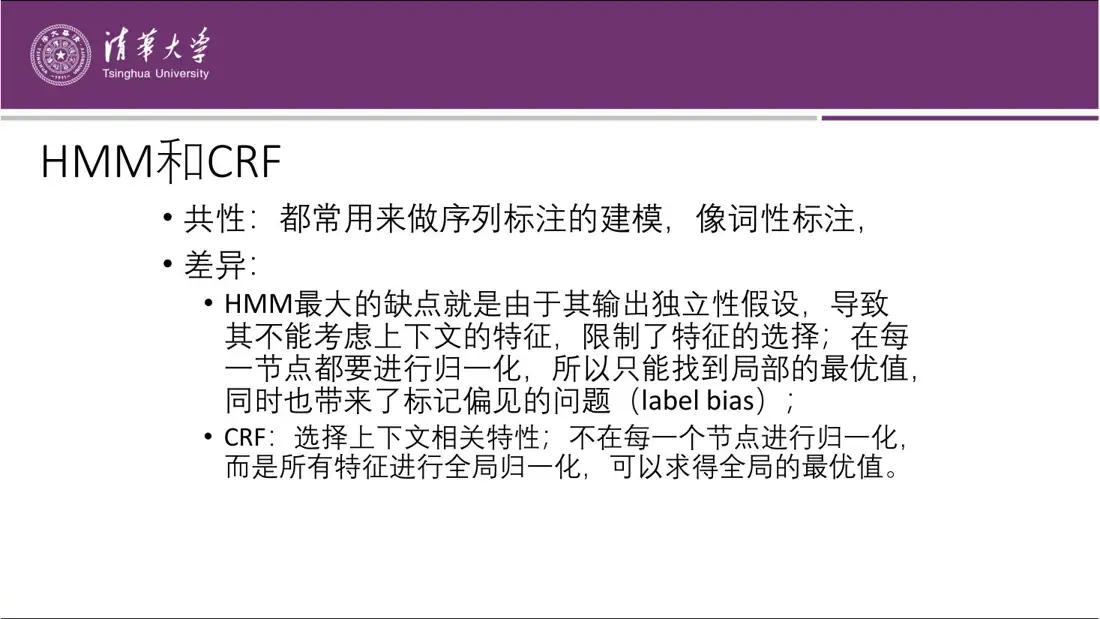 清华大学
Tsinghua University
HMM和CRF
• 共性：都常用来做序列标注的建模，像词性标注，
• 差异：
• HMM最大的缺点就是由于其输出独立性假设，导致
其不能考虑上下文的特征，限制了特征的选择；在每
一节点都要进行归一化，所以只能找到局部的最优值，
同时也带来了标记偏见的问题（label bias）；
• CRF：选择上下文相关特性；不在每一个节点进行归一化，
而是所有特征进行全局归一化，可以求得全局的最优值。